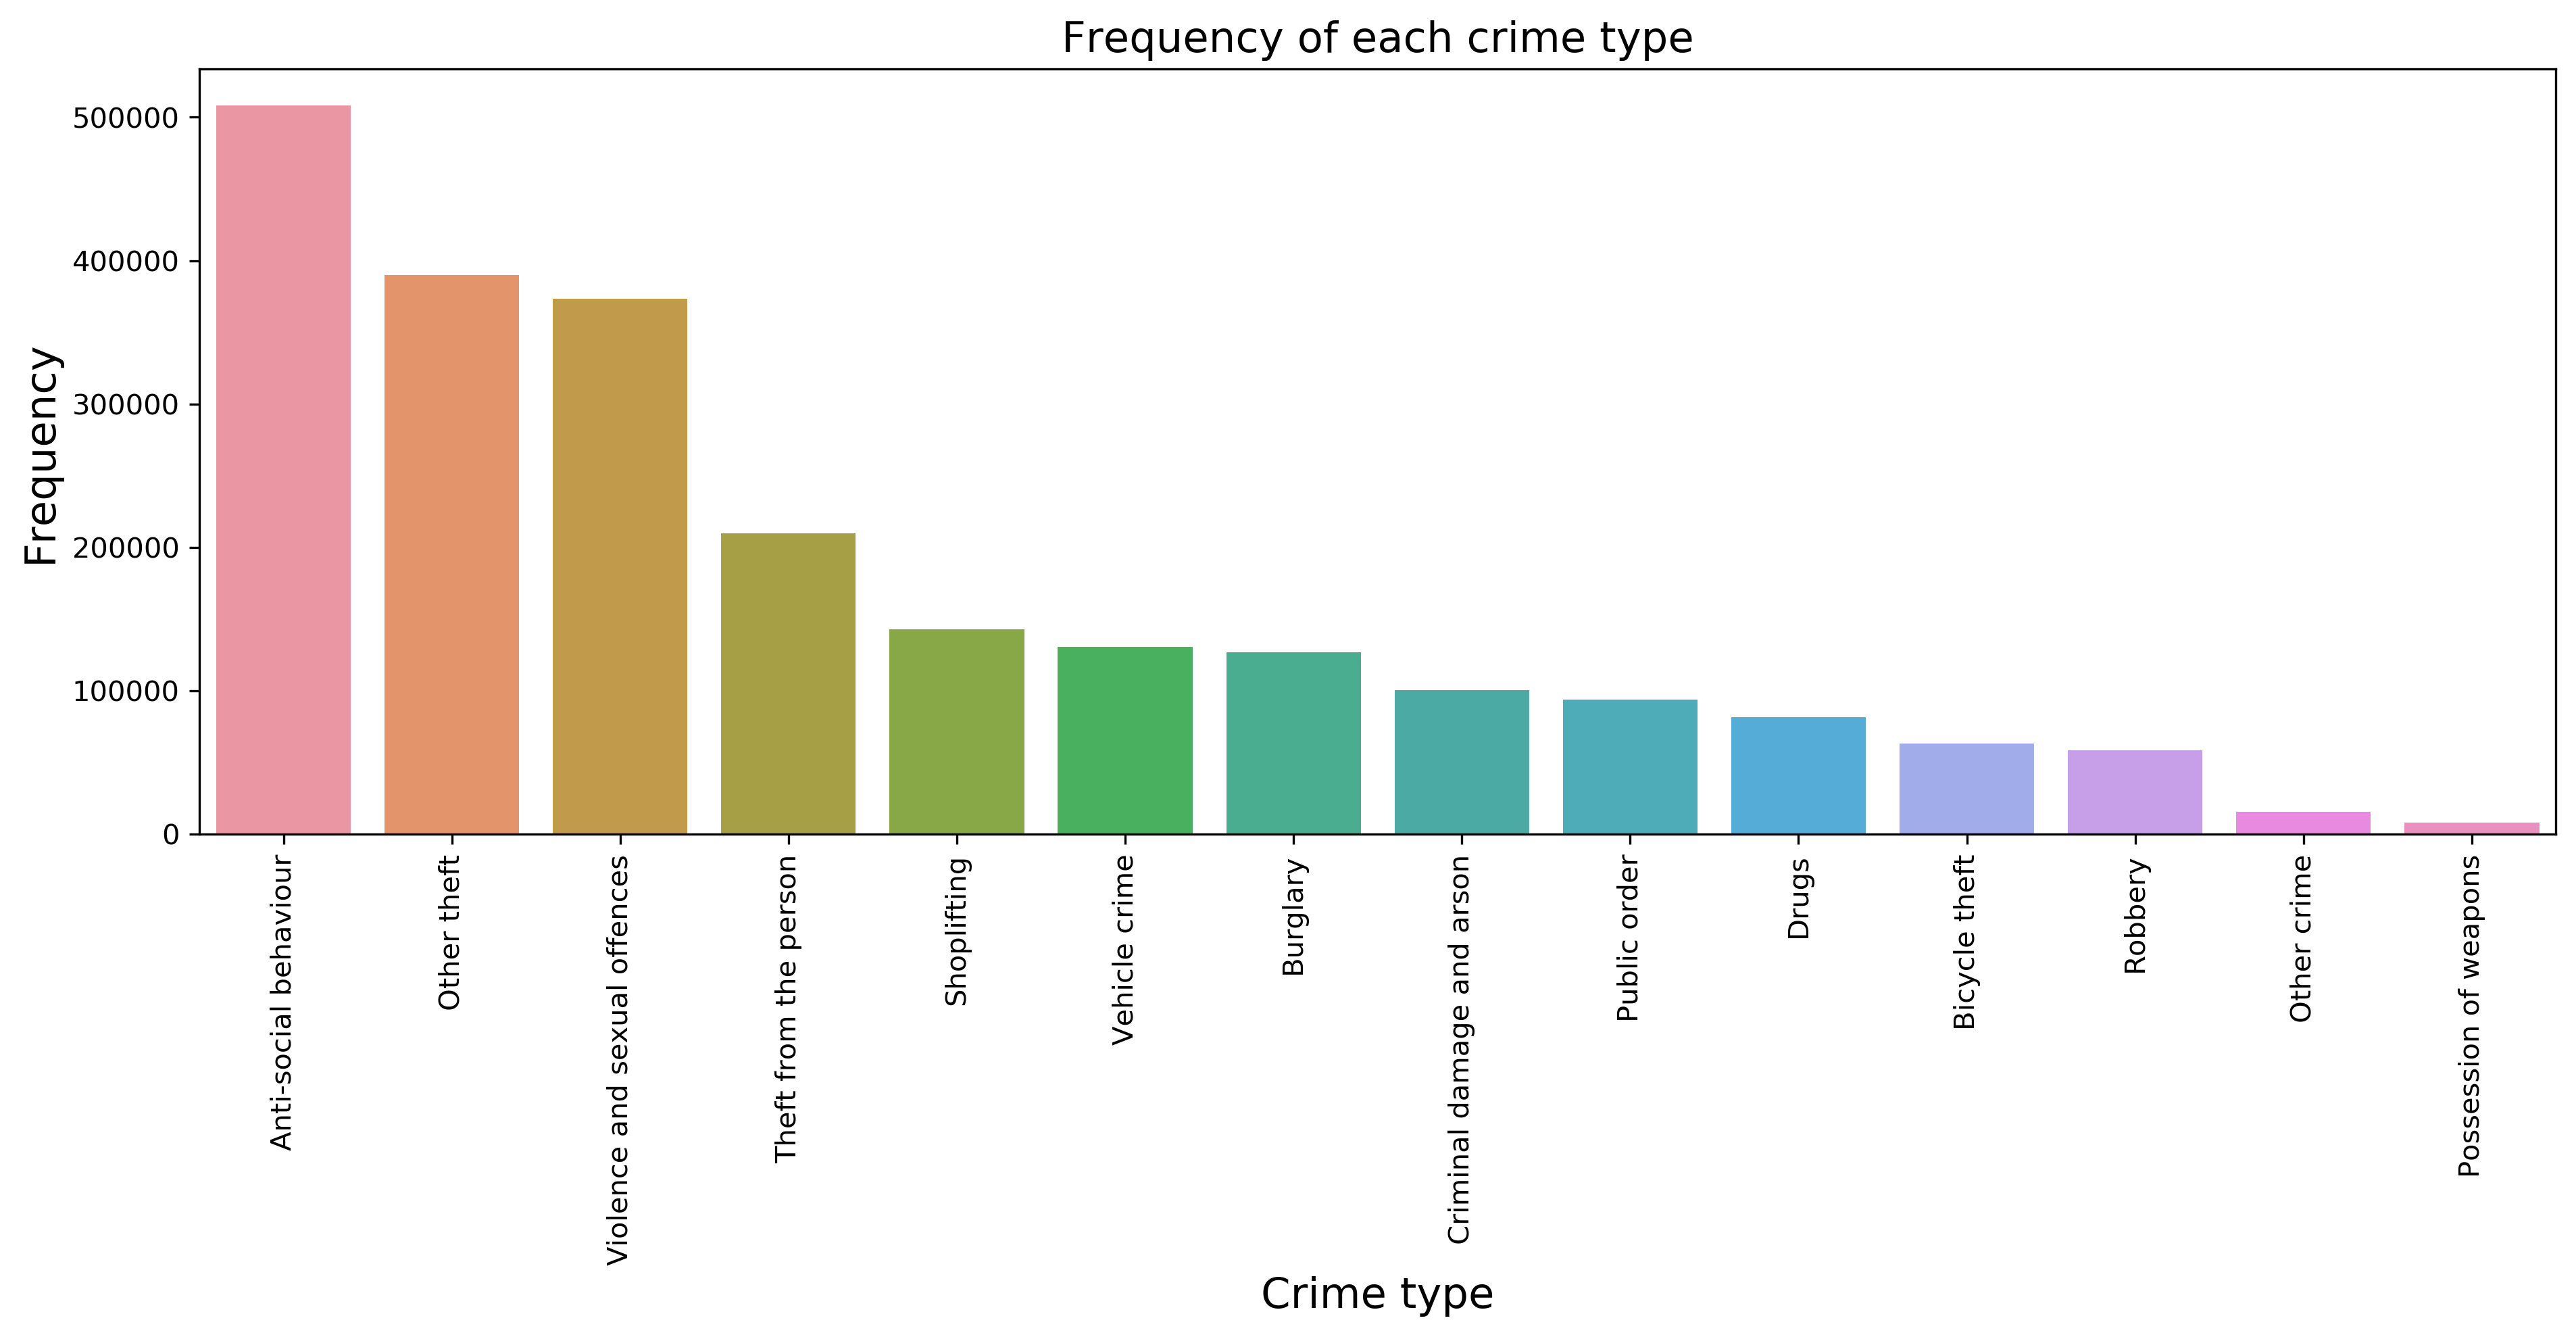 Frequency of each crime type
Frequency
500000
400000
300000
200000
100000
0
Anti-social behaviour
Other theft
Violence and sexual offences
Theft from the person
Shoplifting
Vehicle crime
Burglary
Criminal damage and arson
Public order
Drugs
Bicycle theft
Robbery
Other crime
Possession of weapons
Crime type